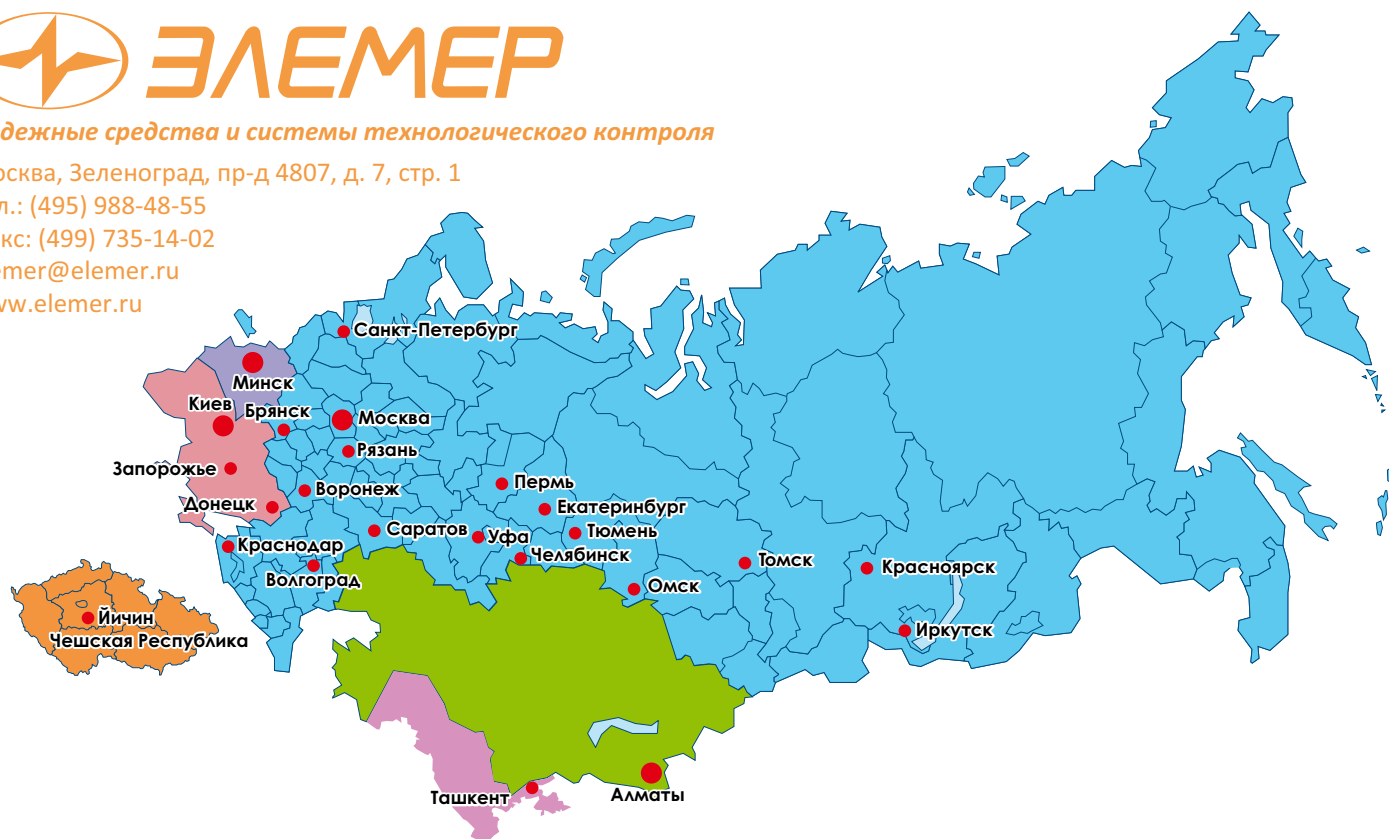 ЭЛЕМЕР
дежные средства и системы технологического контроля
осква, Зеленоград, пр-д 4807, д. 7, стр. 1
л.: (495) 988-48-55
кс: (499) 735-14-02
emer@elemer.ru
ww.elemer.ru
Санкт-Петербург
Минск
Киев
Брянск
Москва
Рязань
Запорожье
Воронеж
Пермь
Донецк
Екатеринбург
Саратов
Уфа
Тюмень
Краснодар
Челябинск
Томск
Красноярск
Волгоград
Омск
Йичин
Иркутск
Чешская Республика
Ташкент
Алматы